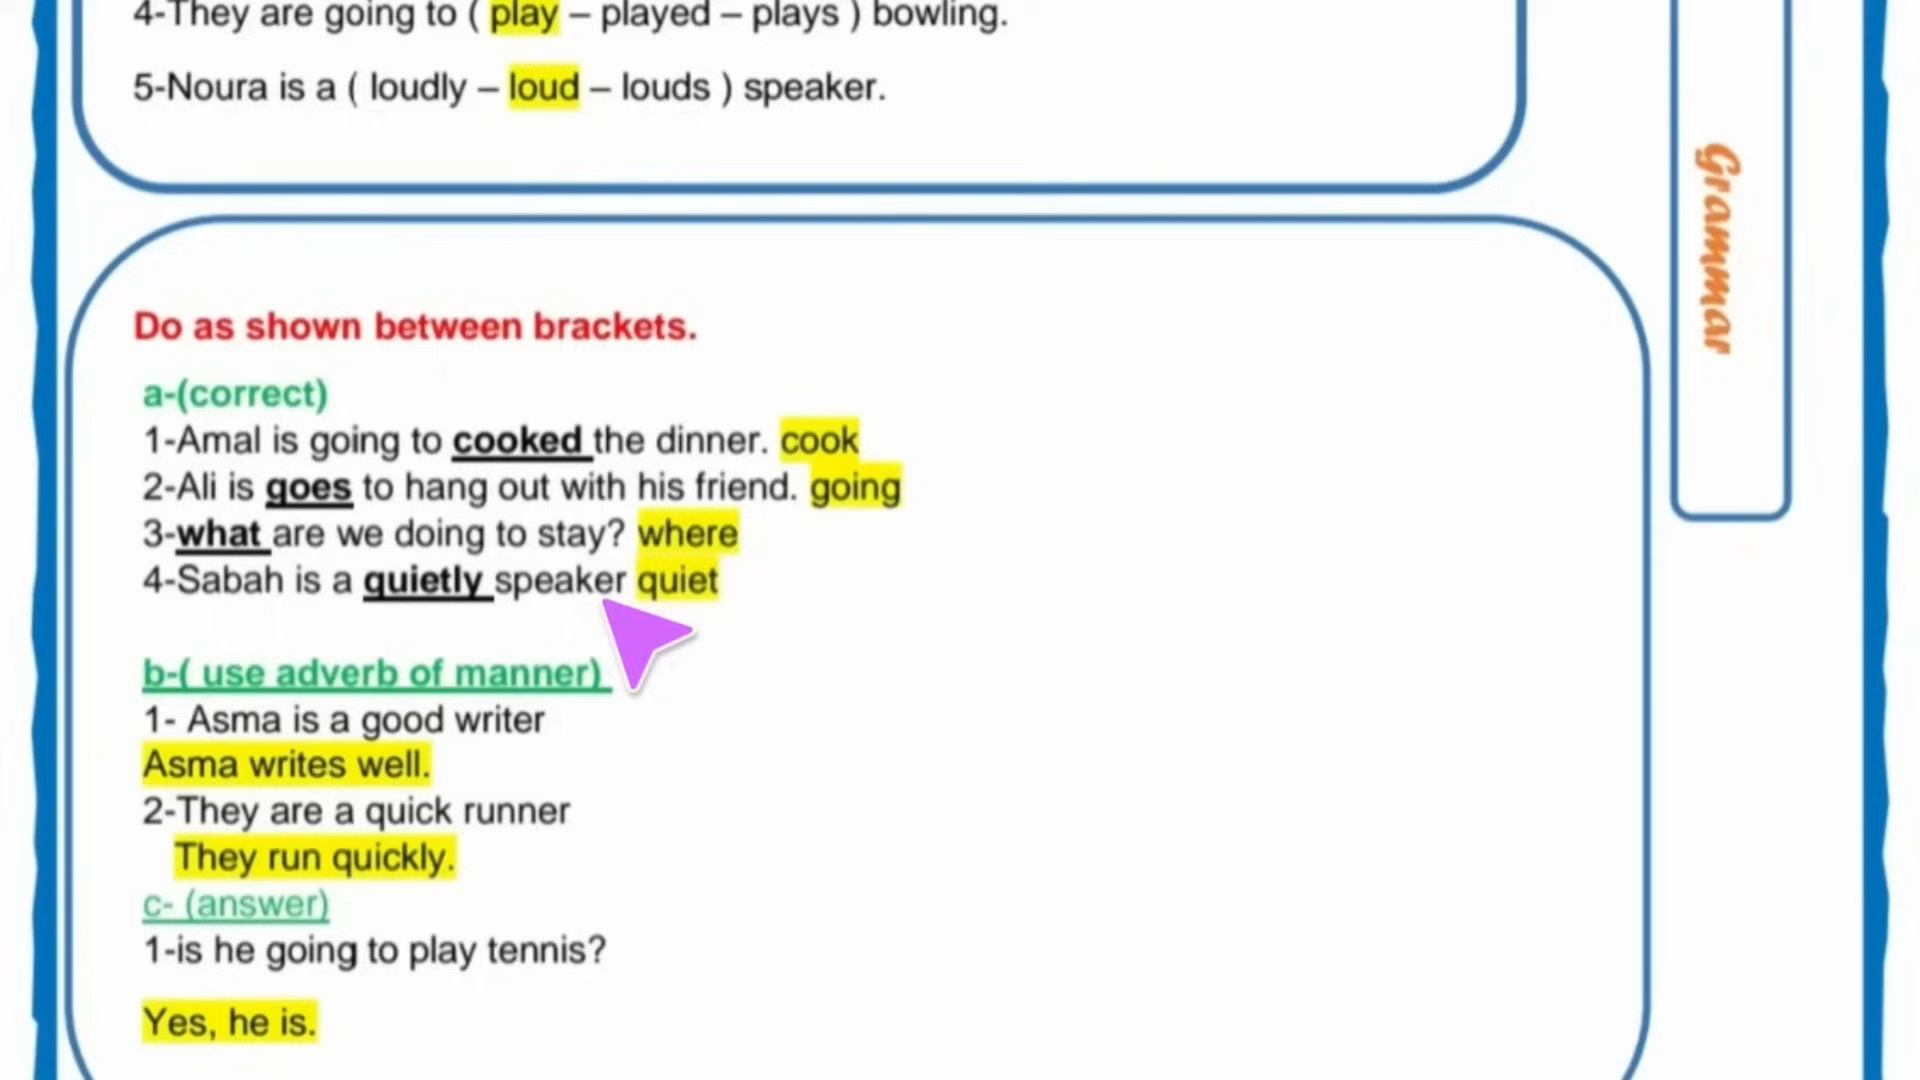 4-They are going to ( play – played – plays ) bowling.
5-Noura is a ( loudly – loud – louds ) speaker.
Grammar
Do as shown between brackets.
a-(correct)
1-Amal is going to cooked the dinner. cook
2-Ali is goes to hang out with his friend. going
3-what are we doing to stay? where
4-Sabah is a quietly speaker quiet
b-( use adverb of manner)
1- Asma is a good writer
Asma writes well.
2-They are a quick runner
They run quickly.
c- (answer)
1-is he going to play tennis?
Yes, he is.